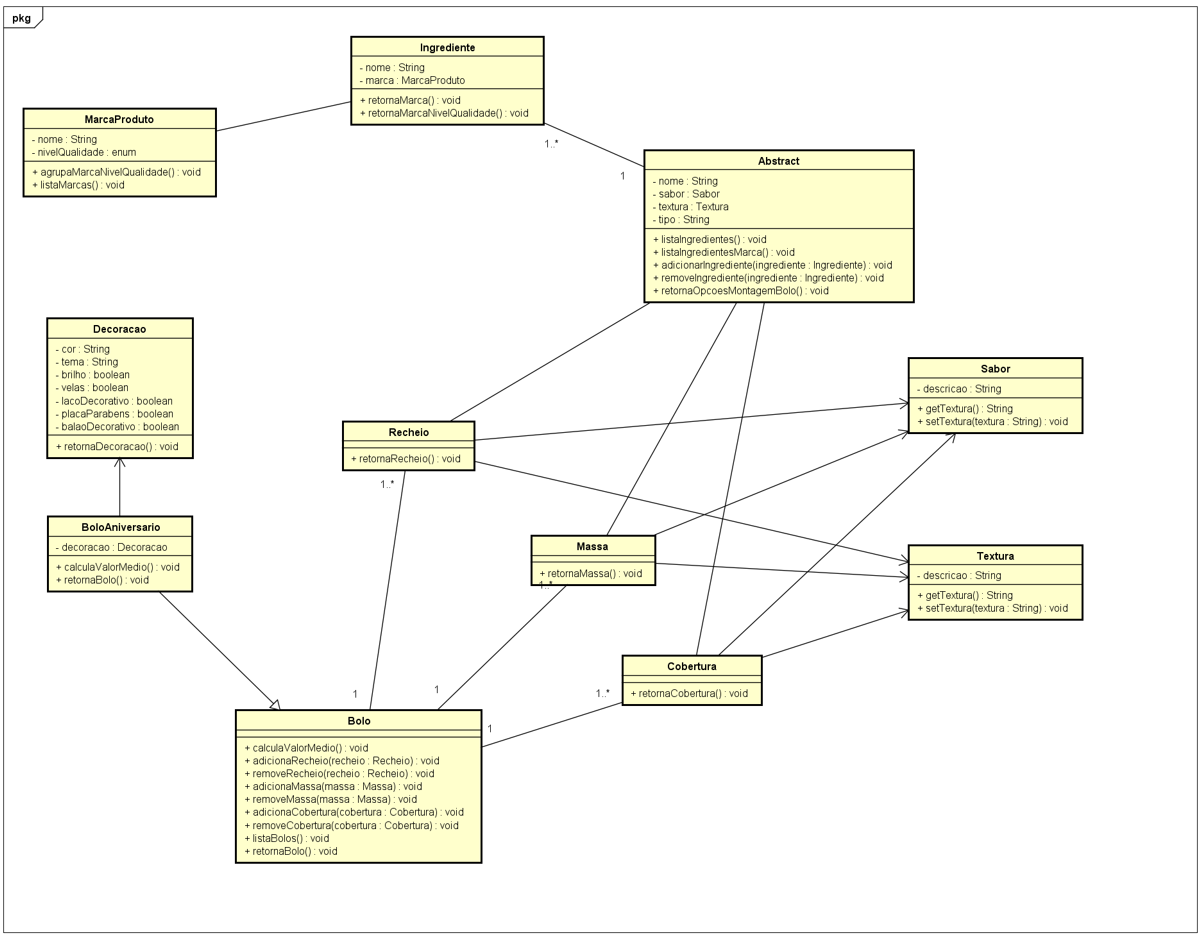 pkg
Ingrediente
- nome : String
- marca : MarcaProduto
+ retornaMarca() : void
+ retornaMarcaNivelQualidade() : void
MarcaProduto
- nome : String
- nivelQualidade : enum
+ agrupaMarcaNivelQualidade() : void
+ listaMarcas() : void
1..*
1
Abstract
- nome : String
- sabor : Sabor
- textura : Textura
- tipo : String
+ listaIngredientes() : void
+ listaIngredientesMarca() : void
+ adicionarIngrediente(ingrediente : Ingrediente) : void
+ removeIngrediente(ingrediente : Ingrediente) : void
+ retornaOpcoesMontagemBolo() : void
Decoracao
- cor : String
- tema : String
- brilho : boolean
- velas : boolean
- lacoDecorativo : boolean
- placaParabens : boolean
- balaoDecorativo : boolean
+ retornaDecoracao() : void
Sabor
- descricao : String
+ getTextura() : String
+ setTextura(textura : String) : void
Recheio
+ retornaRecheio() : void
1..*
BoloAniversario
- decoracao : Decoracao
+ calculaValorMedio() : void
+ retornaBolo() : void
Massa
+ retornaMassa() : void
1..*
Textura
- descricao : String
+ getTextura() : String
+ setTextura(textura : String) : void
Cobertura
+ retornaCobertura() : void
1..*
1
1
1
Bolo
+ calculaValorMedio() : void
+ adicionaRecheio(recheio : Recheio) : void
+ removeRecheio(recheio : Recheio) : void
+ adicionaMassa(massa : Massa) : void
+ removeMassa(massa : Massa) : void
+ adicionaCobertura(cobertura : Cobertura) : void
+ removeCobertura(cobertura : Cobertura) : void
+ listaBolos() : void
+ retornaBolo() : void